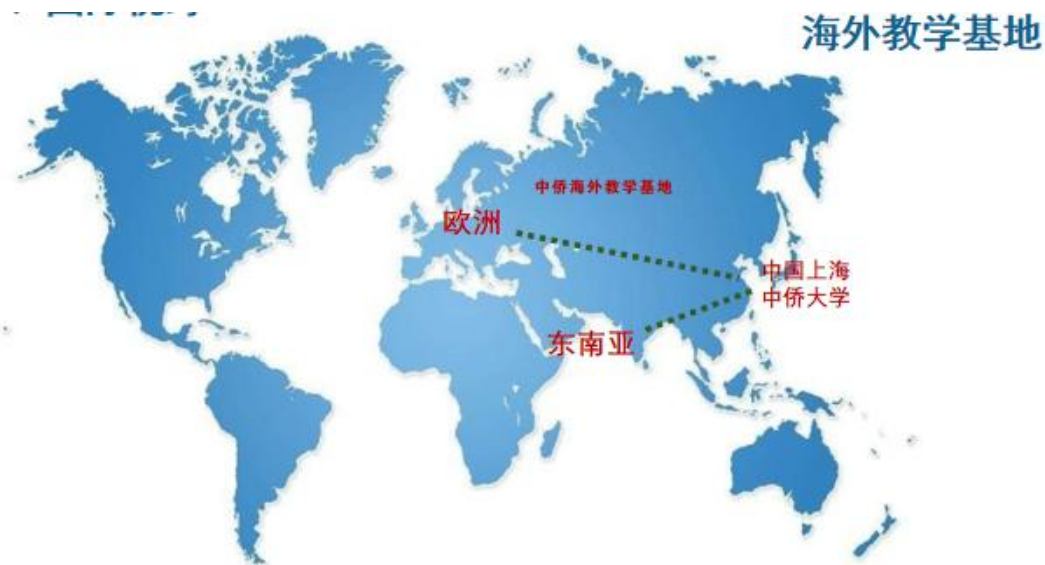 海外教学基地
中侨海外教学基地
欧洲
中国上海
中侨大学
东南亚